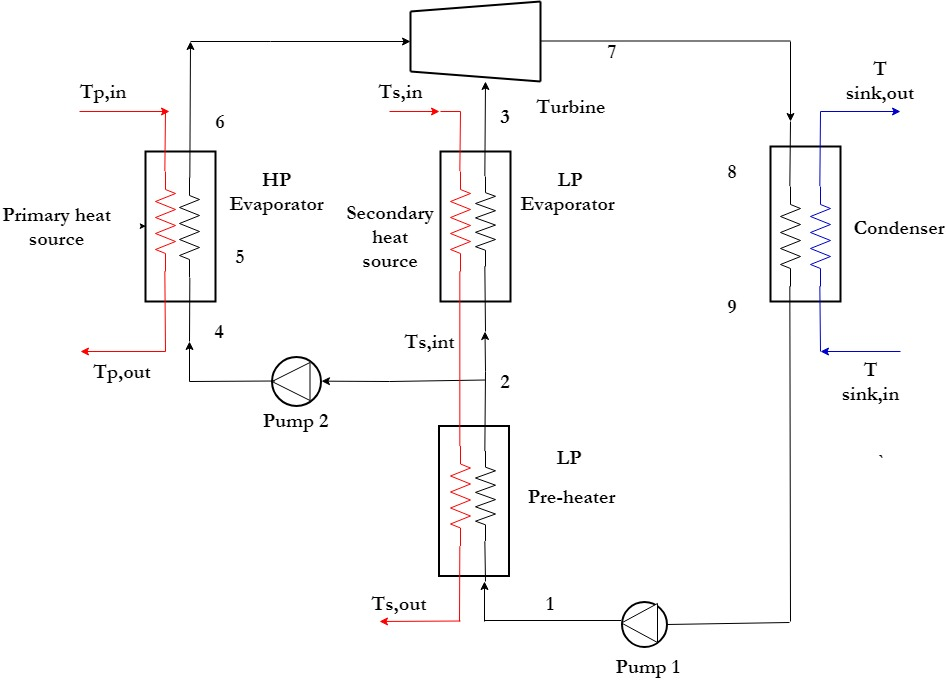 7
T
sink,out
Tp,in
Ts,in
Turbine
6
3
8
HP
Evaporator
LP
Evaporator
Primary heat
source
Secondary
heat
source
Condenser
5
9
4
Ts,int
Tp,out
2
T
sink,in
Pump 2
LP
Pre-heater
`
Ts,out
1
Pump 1